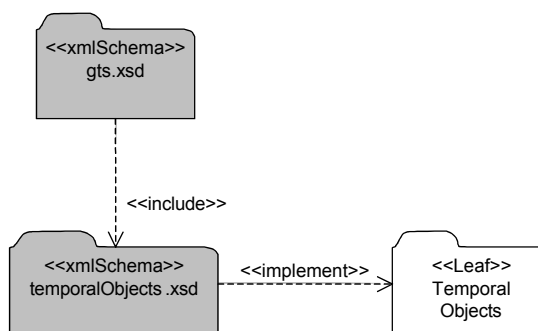 <<xmlSchema>>
gts.xsd
<<include>>
<<xmlSchema>>
temporalObjects .xsd
<<implement>>
<<Leaf>>
Temporal
Objects